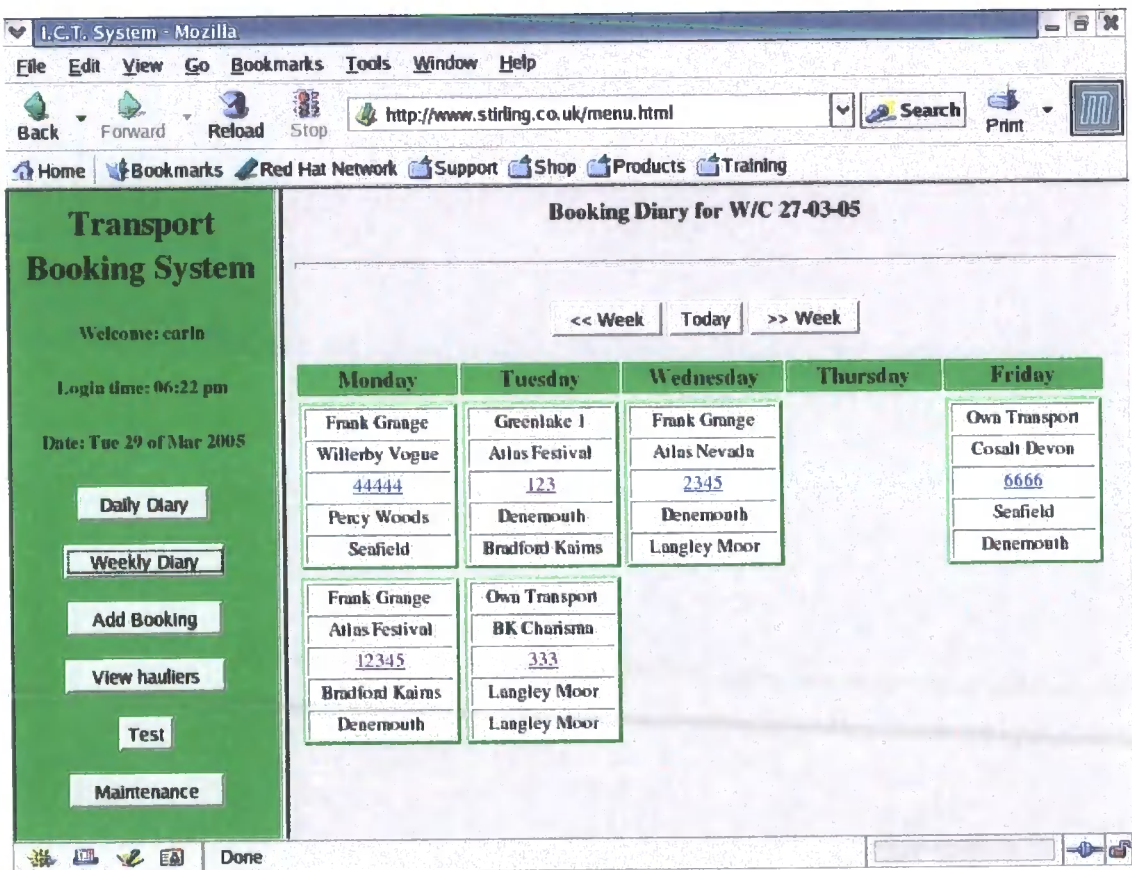 I.C.T. System - Mozilla
File Edit View Go Bookmarks Tools Window Help
Back Forward Reload Stop http://www.stirling.co.uk/menu.html Search Print
Home Bookmarks Red Hat Network Support Shop Products Training
Transport
Booking System
Welcome: carln
Login time: 06:22 pm
Date: Tue 29 of Mar 2005
Daily Diary
Weekly Diary
Add Booking
View hauliers
Test
Maintenance
Booking Diary for W/C 27-03-05
<< Week Today >> Week
Monday Tuesday Wednesday Thursday Friday
Frank Grange Greenlake 1 Frank Grange Own Transport
Willerby Vogue Atlas Festival Atlas Nevada Cosalt Devon
44444 123 2345 6666
Percy Woods Denemouth Denemouth Seafield
Seafield Bradford Kaims Langley Moor Denemouth
Frank Grange Own Transport
Atlas Festival BK Charisma
12345 333
Bradford Kaims Langley Moor
Denemouth Langley Moor
Done